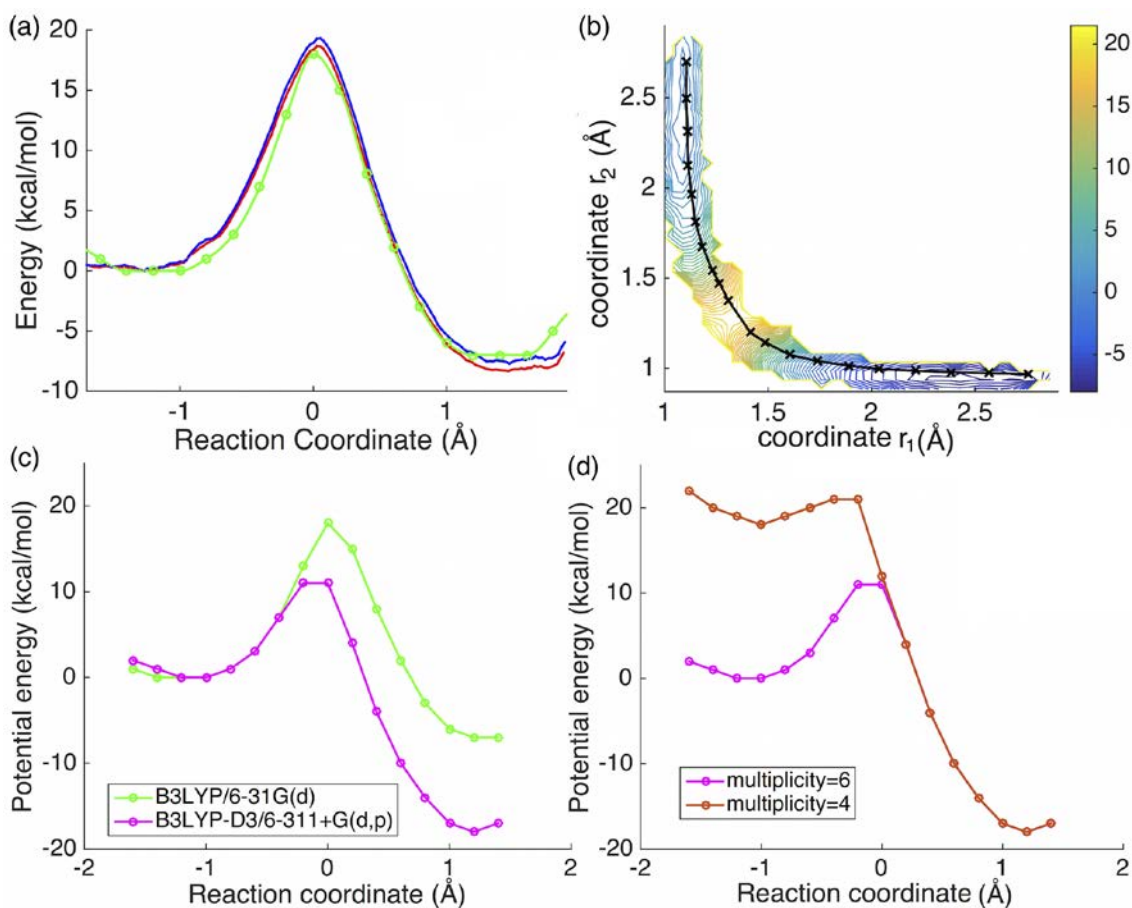 (a)
Energy (kcal/mol)
20
15
10
5
0
-5
-10
-1
0
1
Reaction Coordinate (Å)
(b)
coordinate r2 (Å)
2.5
2
1.5
1
1
1.5
2
2.5
coordinate r1(Å)
20
15
10
5
0
-5
(c)
Potential energy (kcal/mol)
20
10
0
-10
-20
-2
-1
0
1
2
B3LYP/6-31G(d)
B3LYP-D3/6-311+G(d,p)
Reaction coordinate (Å)
(d)
Potential energy (kcal/mol)
20
10
0
-10
-20
-2
-1
0
1
2
multiplicity=6
multiplicity=4
Reaction coordinate (Å)